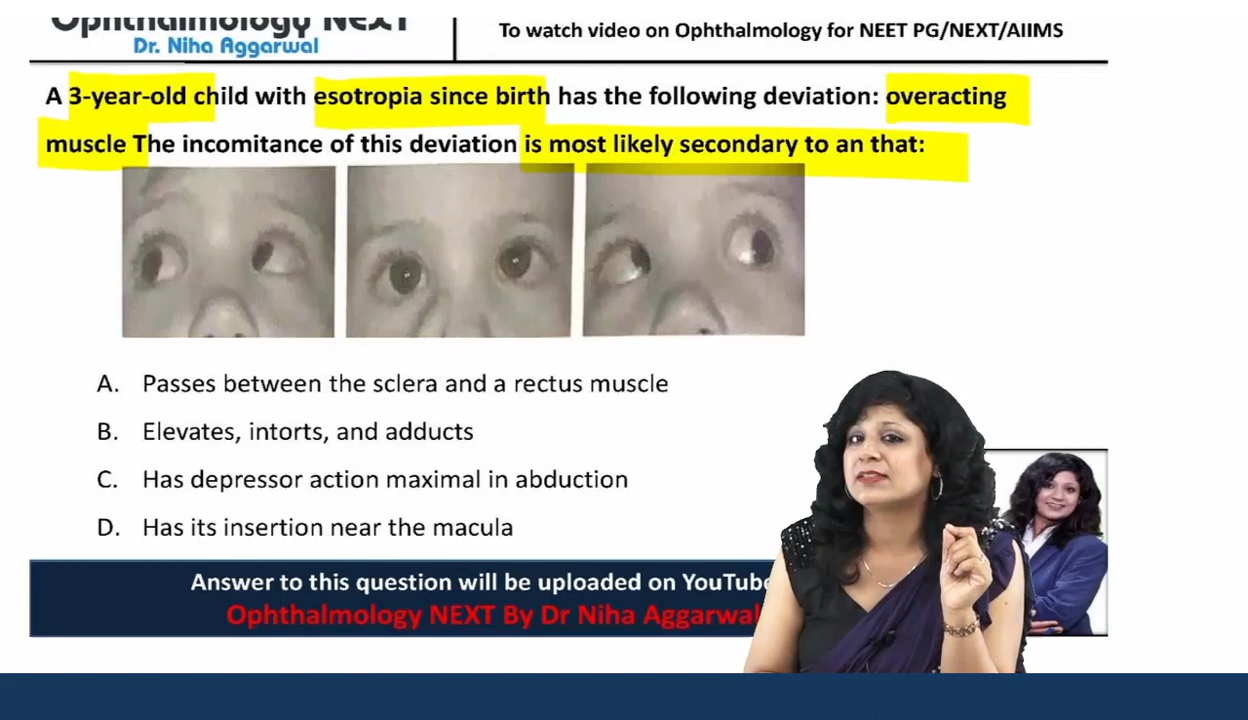 Ophthalmology NEXT
Dr. Niha Aggarwal
To watch video on Ophthalmology for NEET PG/NEXT/AIIMS
A 3-year-old child with esotropia since birth has the following deviation: overacting
muscle The incomitance of this deviation is most likely secondary to an that:
A. Passes between the sclera and a rectus muscle
B. Elevates, intorts, and adducts
C. Has depressor action maximal in abduction
D. Has its insertion near the macula
Answer to this question will be uploaded on YouTube
Ophthalmology NEXT By Dr Niha Aggarwal